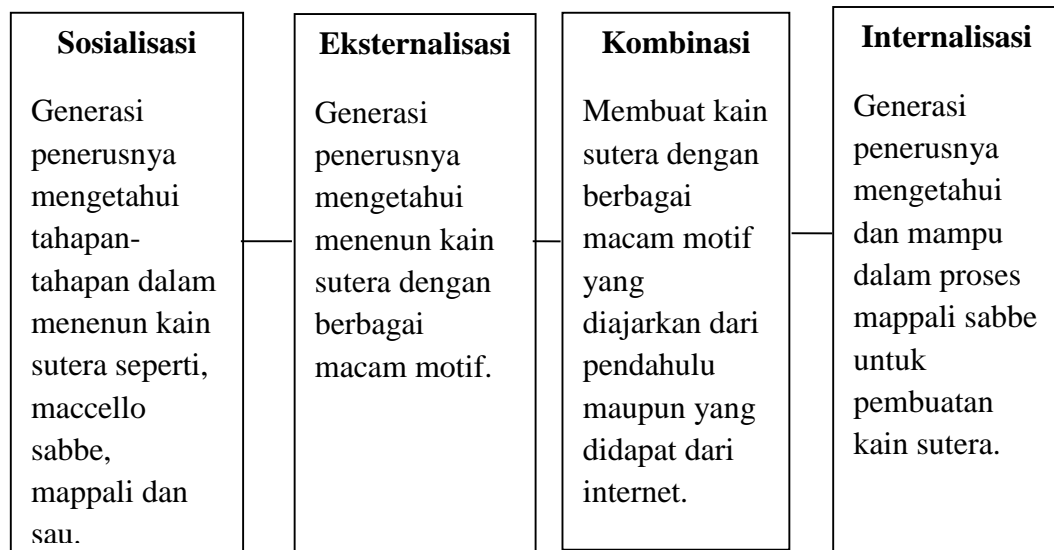 Sosialisasi
Generasi
penerusnya
mengetahui
tahapan-
tahapan dalam
menenun kain
sutera seperti,
maccello
sabbe,
mappali dan
sau.
Eksternalisasi
Generasi
penerusnya
mengetahui
menenun kain
sutera dengan
berbagai
macam motif.
Kombinasi
Membuat kain
sutera dengan
berbagai
macam motif
yang
diajarkan dari
pendahulu
maupun yang
didapat dari
internet.
Internalisasi
Generasi
penerusnya
mengetahui
dan mampu
dalam proses
mappali sabbe
untuk
pembuatan
kain sutera.